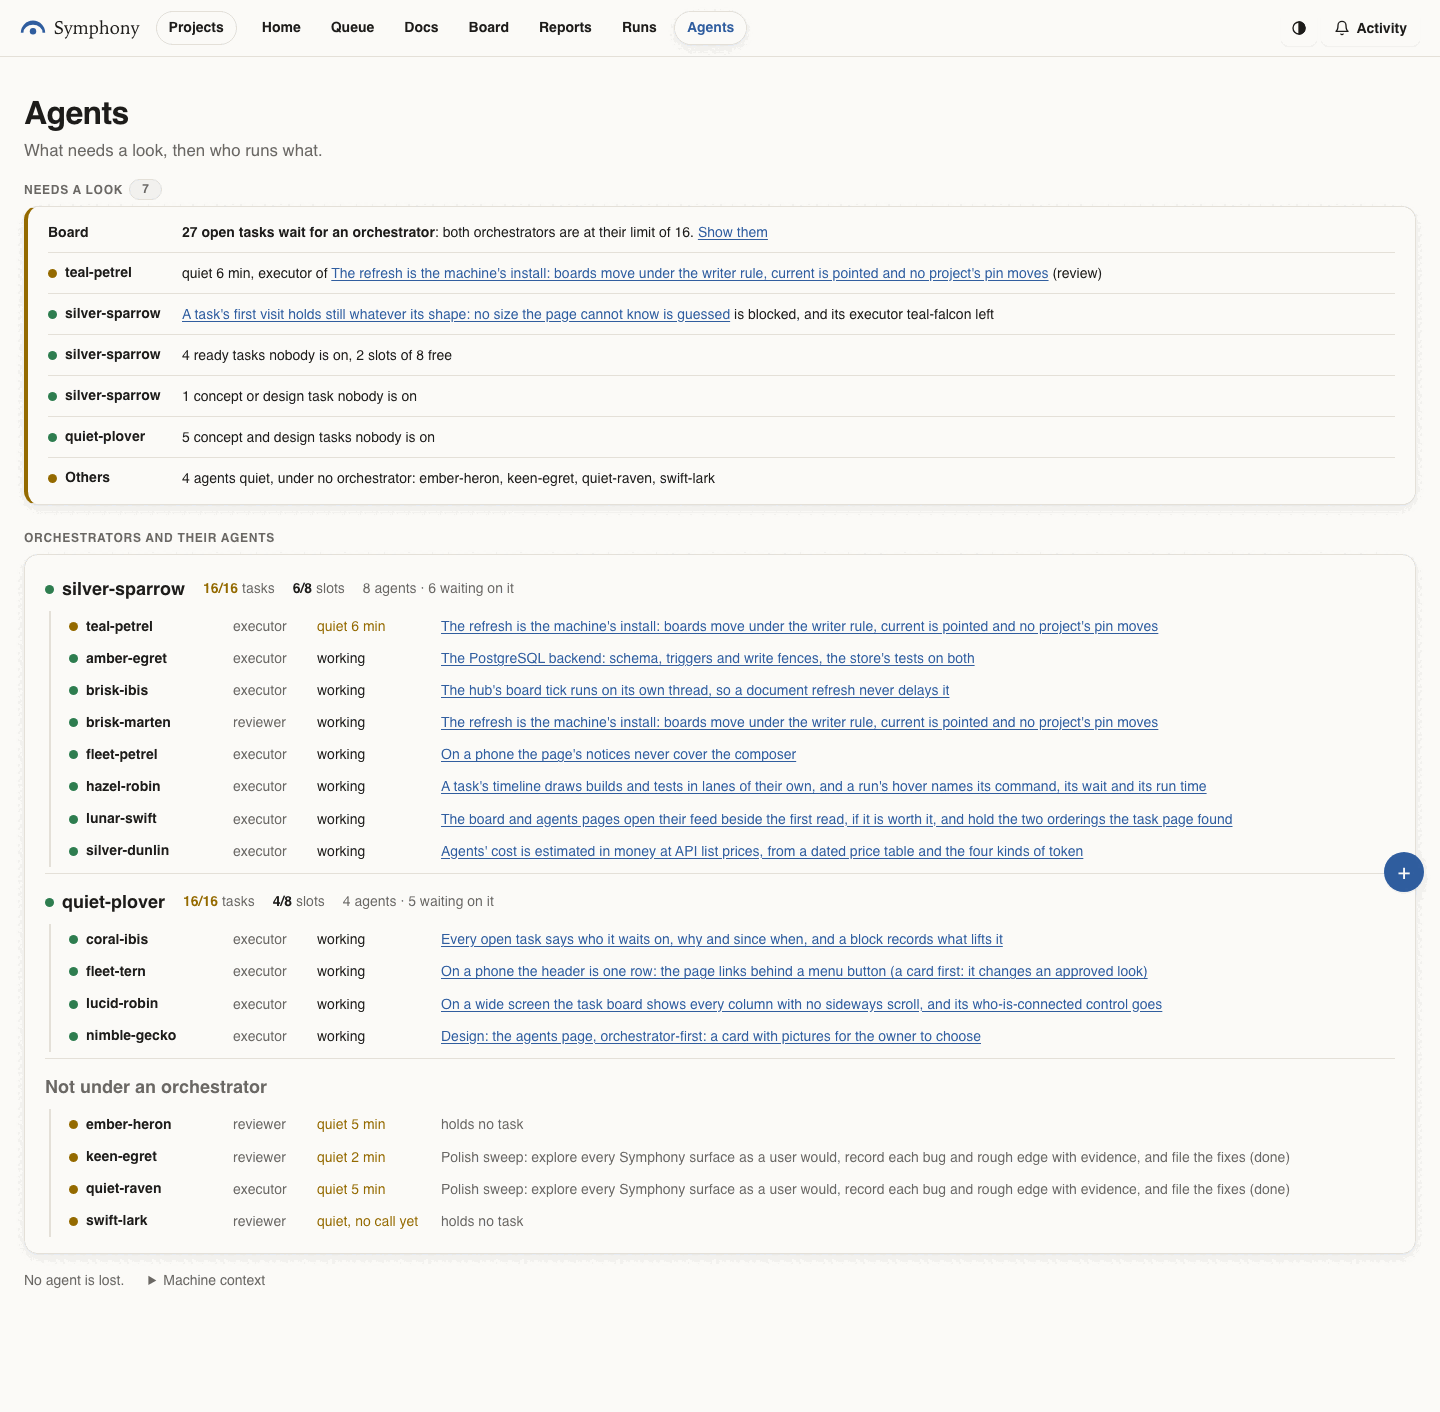 Symphony Projects Home Queue Docs Board Reports Runs Agents Activity
Agents
What needs a look, then who runs what.
NEEDS A LOOK 7
Board 27 open tasks wait for an orchestrator: both orchestrators are at their limit of 16. Show them
teal-petrel quiet 6 min, executor of The refresh is the machine's install: boards move under the writer rule, current is pointed and no project's pin moves (review)
silver-sparrow A task's first visit holds still whatever its shape: no size the page cannot know is guessed is blocked, and its executor teal-falcon left
silver-sparrow 4 ready tasks nobody is on, 2 slots of 8 free
silver-sparrow 1 concept or design task nobody is on
quiet-plover 5 concept and design tasks nobody is on
Others 4 agents quiet, under no orchestrator: ember-heron, keen-egret, quiet-raven, swift-lark
ORCHESTRATORS AND THEIR AGENTS
silver-sparrow 16/16 tasks 6/8 slots 8 agents · 6 waiting on it
teal-petrel executor quiet 6 min The refresh is the machine's install: boards move under the writer rule, current is pointed and no project's pin moves
amber-egret executor working The PostgreSQL backend: schema, triggers and write fences, the store's tests on both
brisk-ibis executor working The hub's board tick runs on its own thread, so a document refresh never delays it
brisk-marten reviewer working The refresh is the machine's install: boards move under the writer rule, current is pointed and no project's pin moves
fleet-petrel executor working On a phone the page's notices never cover the composer
hazel-robin executor working A task's timeline draws builds and tests in lanes of their own, and a run's hover names its command, its wait and its run time
lunar-swift executor working The board and agents pages open their feed beside the first read, if it is worth it, and hold the two orderings the task page found
silver-dunlin executor working Agents' cost is estimated in money at API list prices, from a dated price table and the four kinds of token
+
quiet-plover 16/16 tasks 4/8 slots 4 agents · 5 waiting on it
coral-ibis executor working Every open task says who it waits on, why and since when, and a block records what lifts it
fleet-tern executor working On a phone the header is one row: the page links behind a menu button (a card first: it changes an approved look)
lucid-robin executor working On a wide screen the task board shows every column with no sideways scroll, and its who-is-connected control goes
nimble-gecko executor working Design: the agents page, orchestrator-first: a card with pictures for the owner to choose
Not under an orchestrator
ember-heron reviewer quiet 5 min holds no task
keen-egret reviewer quiet 2 min Polish sweep: explore every Symphony surface as a user would, record each bug and rough edge with evidence, and file the fixes (done)
quiet-raven executor quiet 5 min Polish sweep: explore every Symphony surface as a user would, record each bug and rough edge with evidence, and file the fixes (done)
swift-lark reviewer quiet, no call yet holds no task
No agent is lost. ▶ Machine context